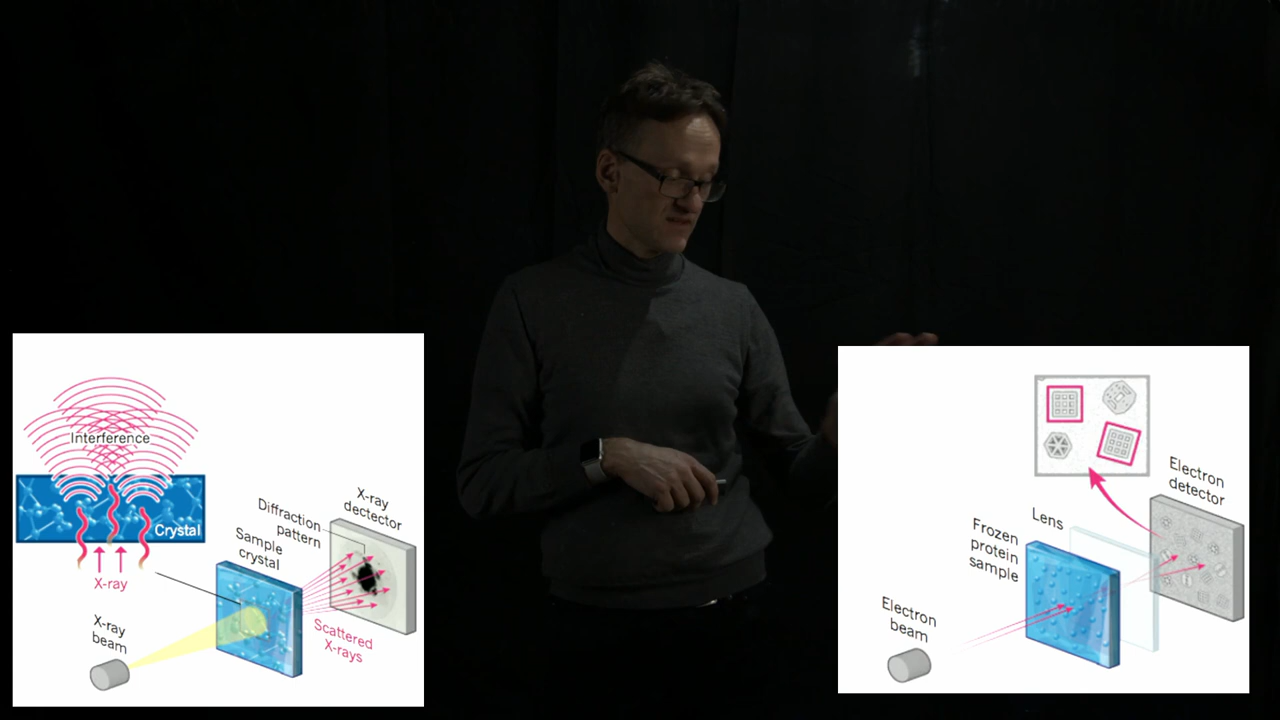 Interference
Crystal
X-ray
X-ray
beam
Sample
crystal
Diffraction
pattern
X-ray
dectector
Scattered
X-rays
Electron
beam
Frozen
protein
sample
Lens
Electron
detector